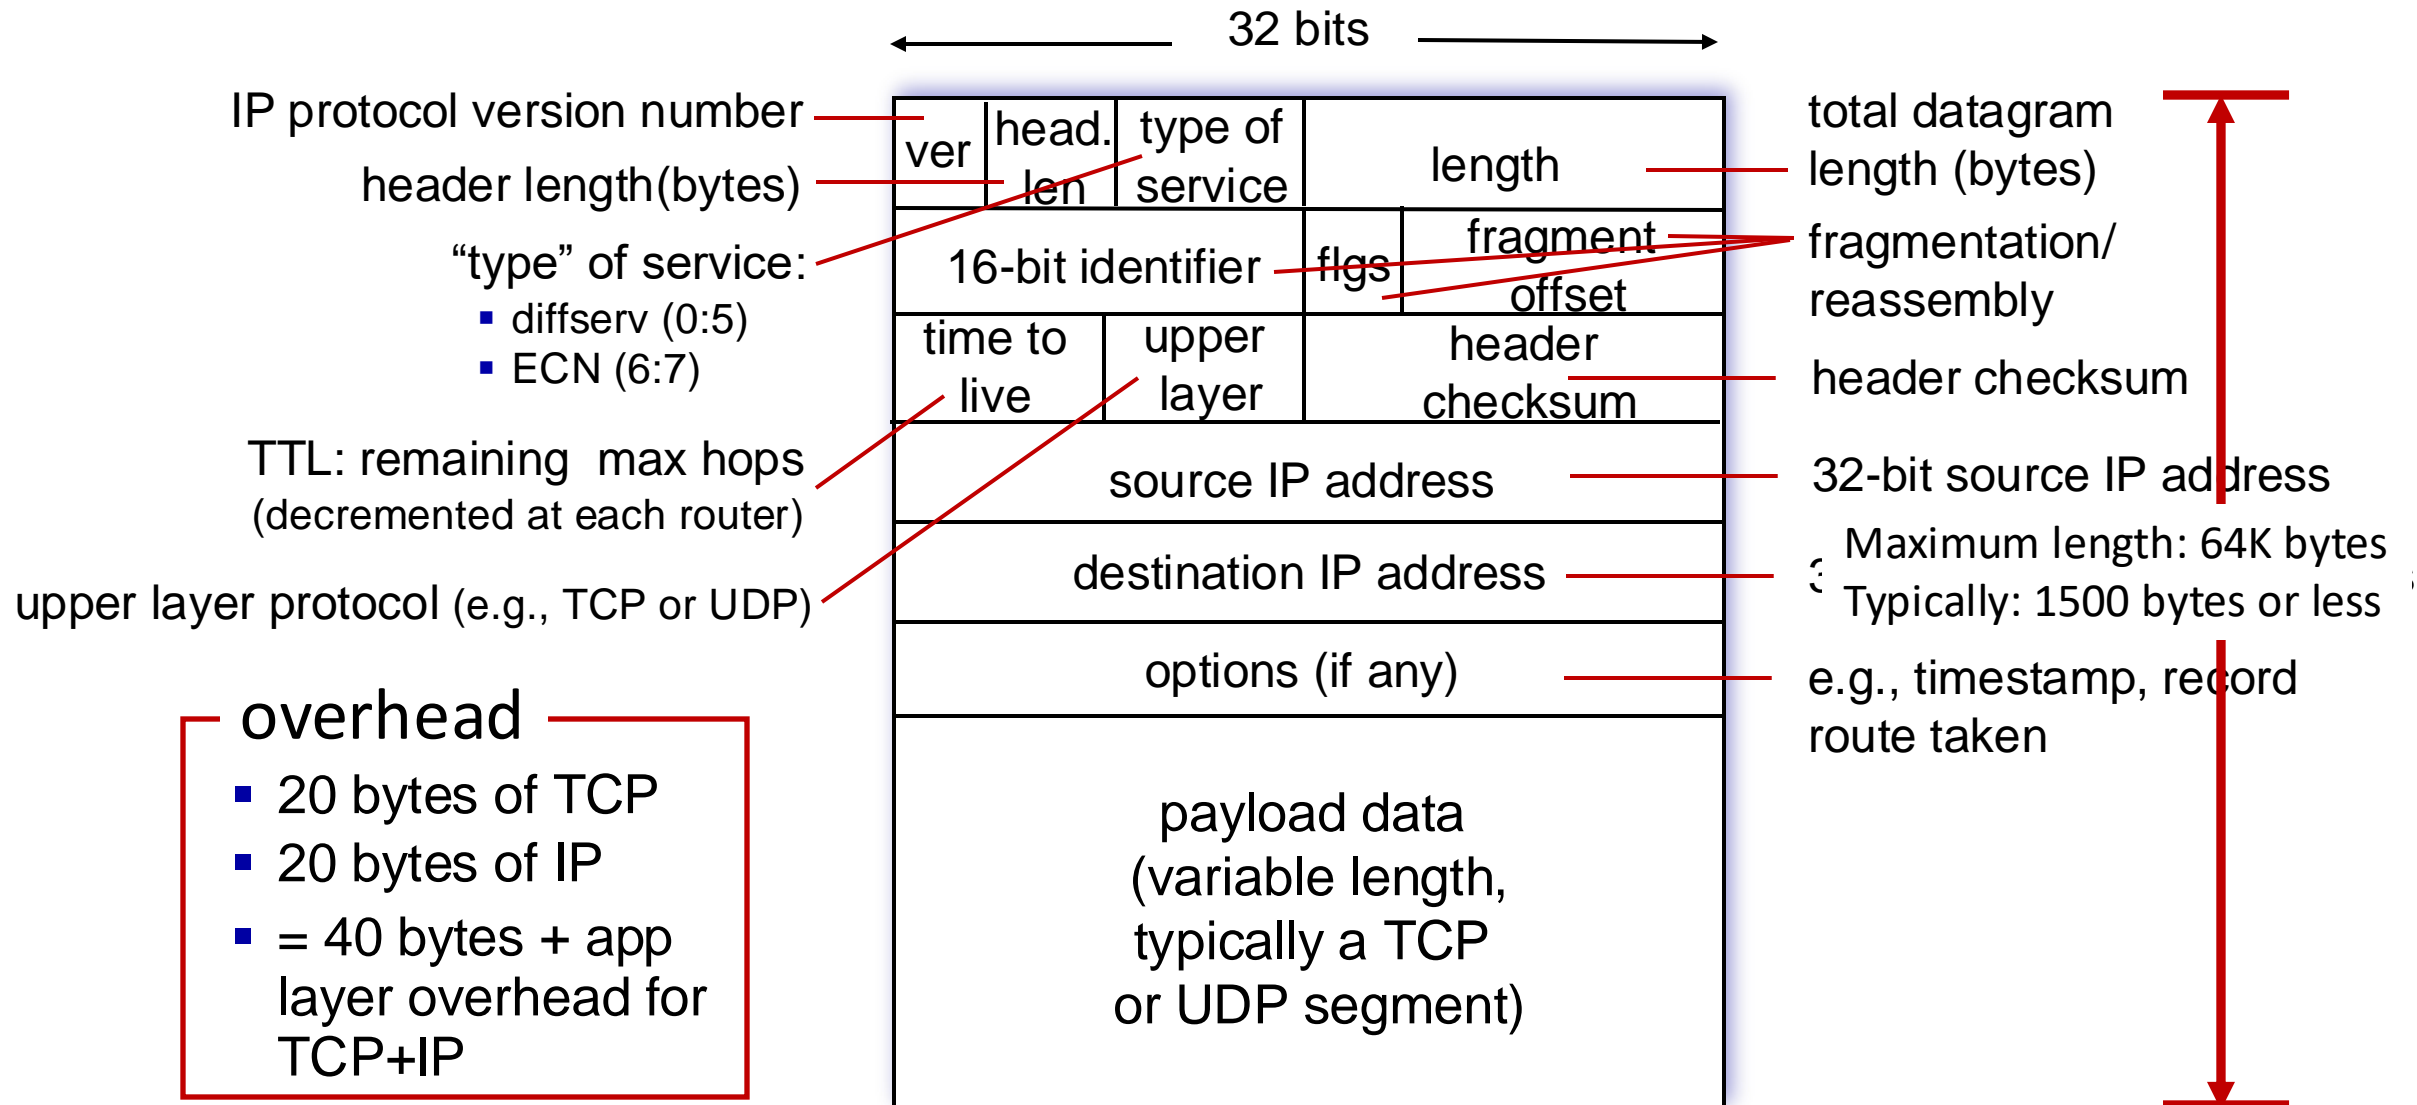 32 bits
IP protocol version number
header length(bytes)
“type” of service:
diffserv (0:5)
ECN (6:7)
TTL: remaining max hops
(decremented at each router)
upper layer protocol (e.g., TCP or UDP)
overhead
20 bytes of TCP
20 bytes of IP
= 40 bytes + app
layer overhead for
TCP+IP
ver
head.
len
type of
service
length
16-bit identifier
flgs
fragment
offset
time to
live
upper
layer
header
checksum
source IP address
destination IP address
options (if any)
payload data
(variable length,
typically a TCP
or UDP segment)
total datagram
length (bytes)
fragmentation/
reassembly
header checksum
32-bit source IP address
Maximum length: 64K bytes
Typically: 1500 bytes or less
e.g., timestamp, record
route taken